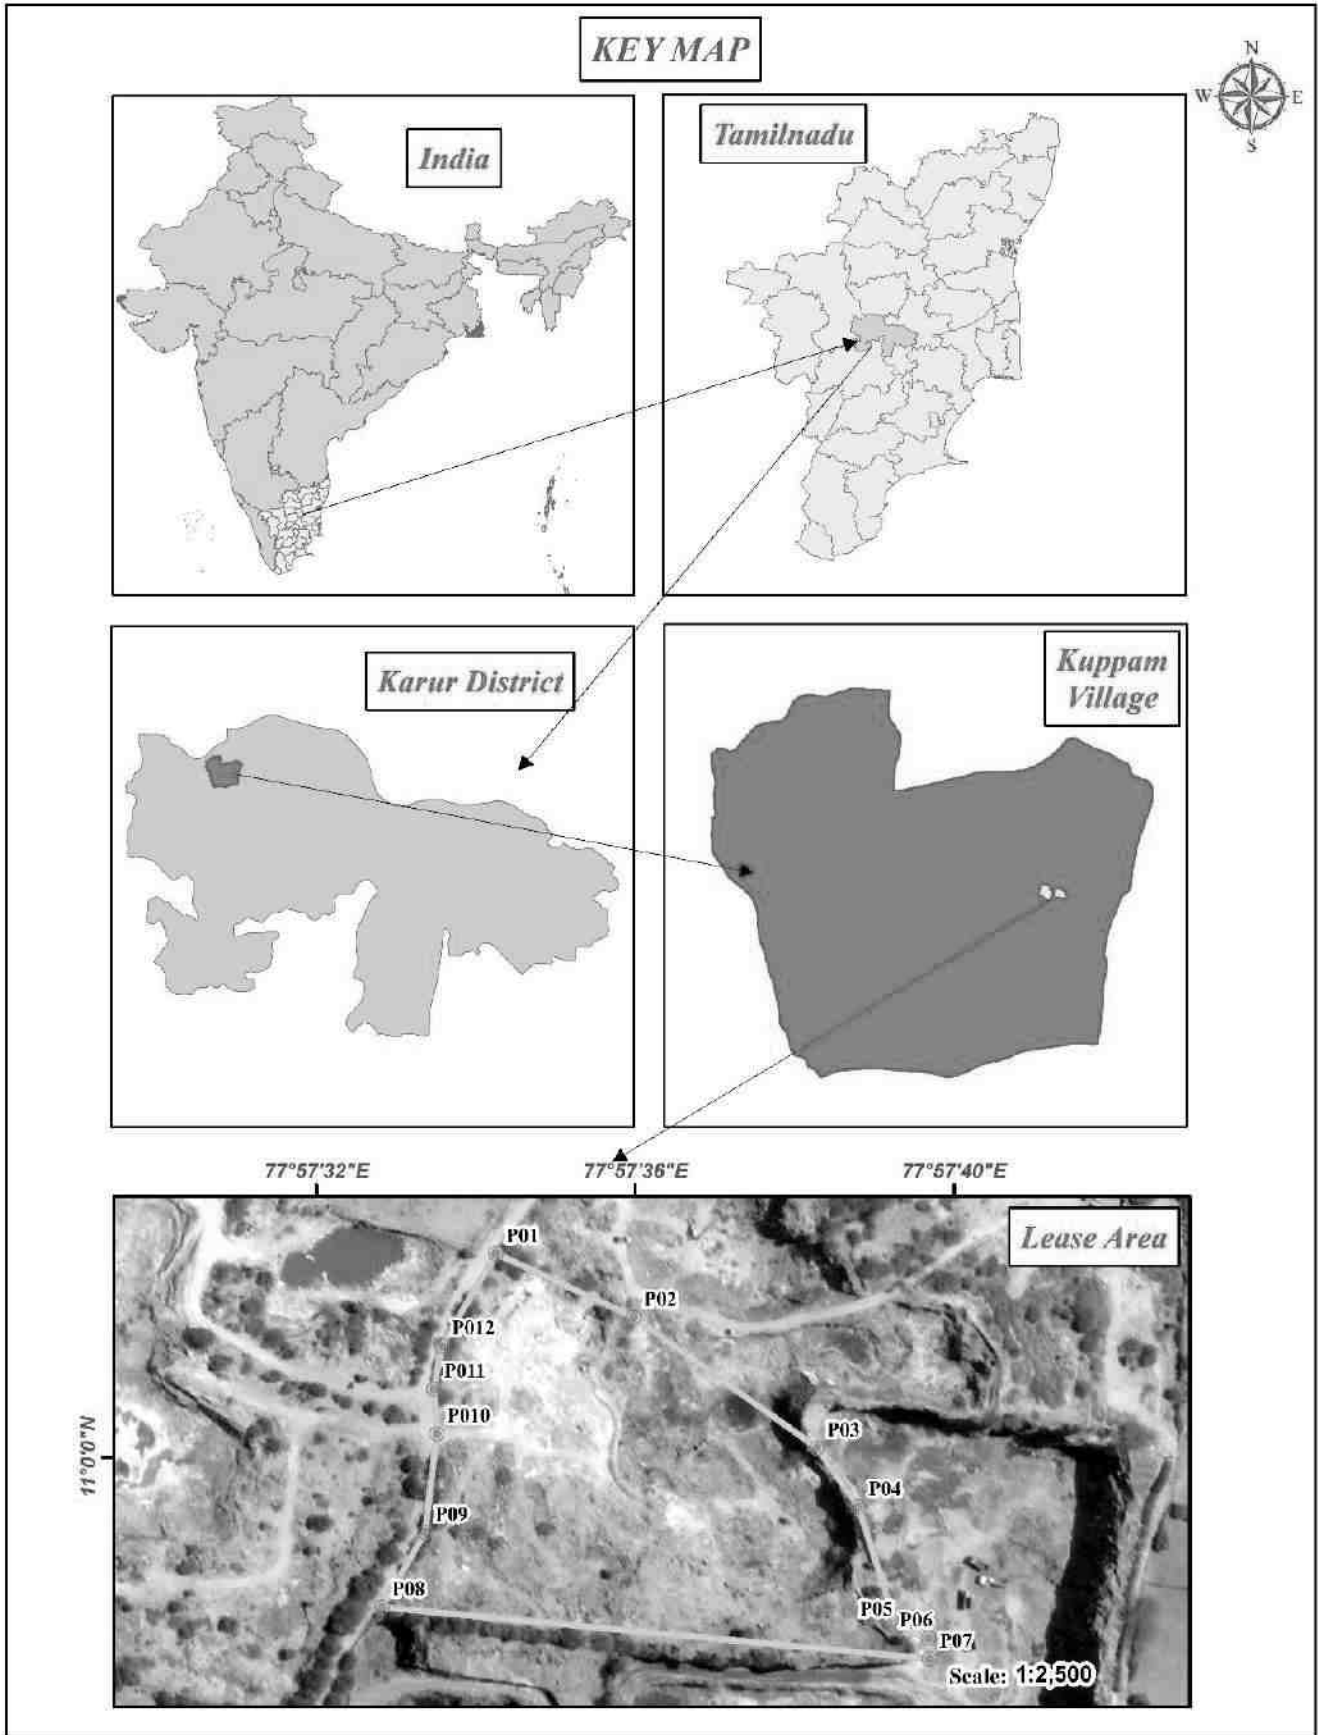 KEY MAP
N
W E
S
India
Tamilnadu
Karur District
Kuppam
Village
77°57'32"E 77°57'36"E 77°57'40"E
Lease Area
P01
P02
P012
P011
P010
P03
11°0'0"N
P04
P09
P08
P05
P06
P07
Scale: 1:2,500